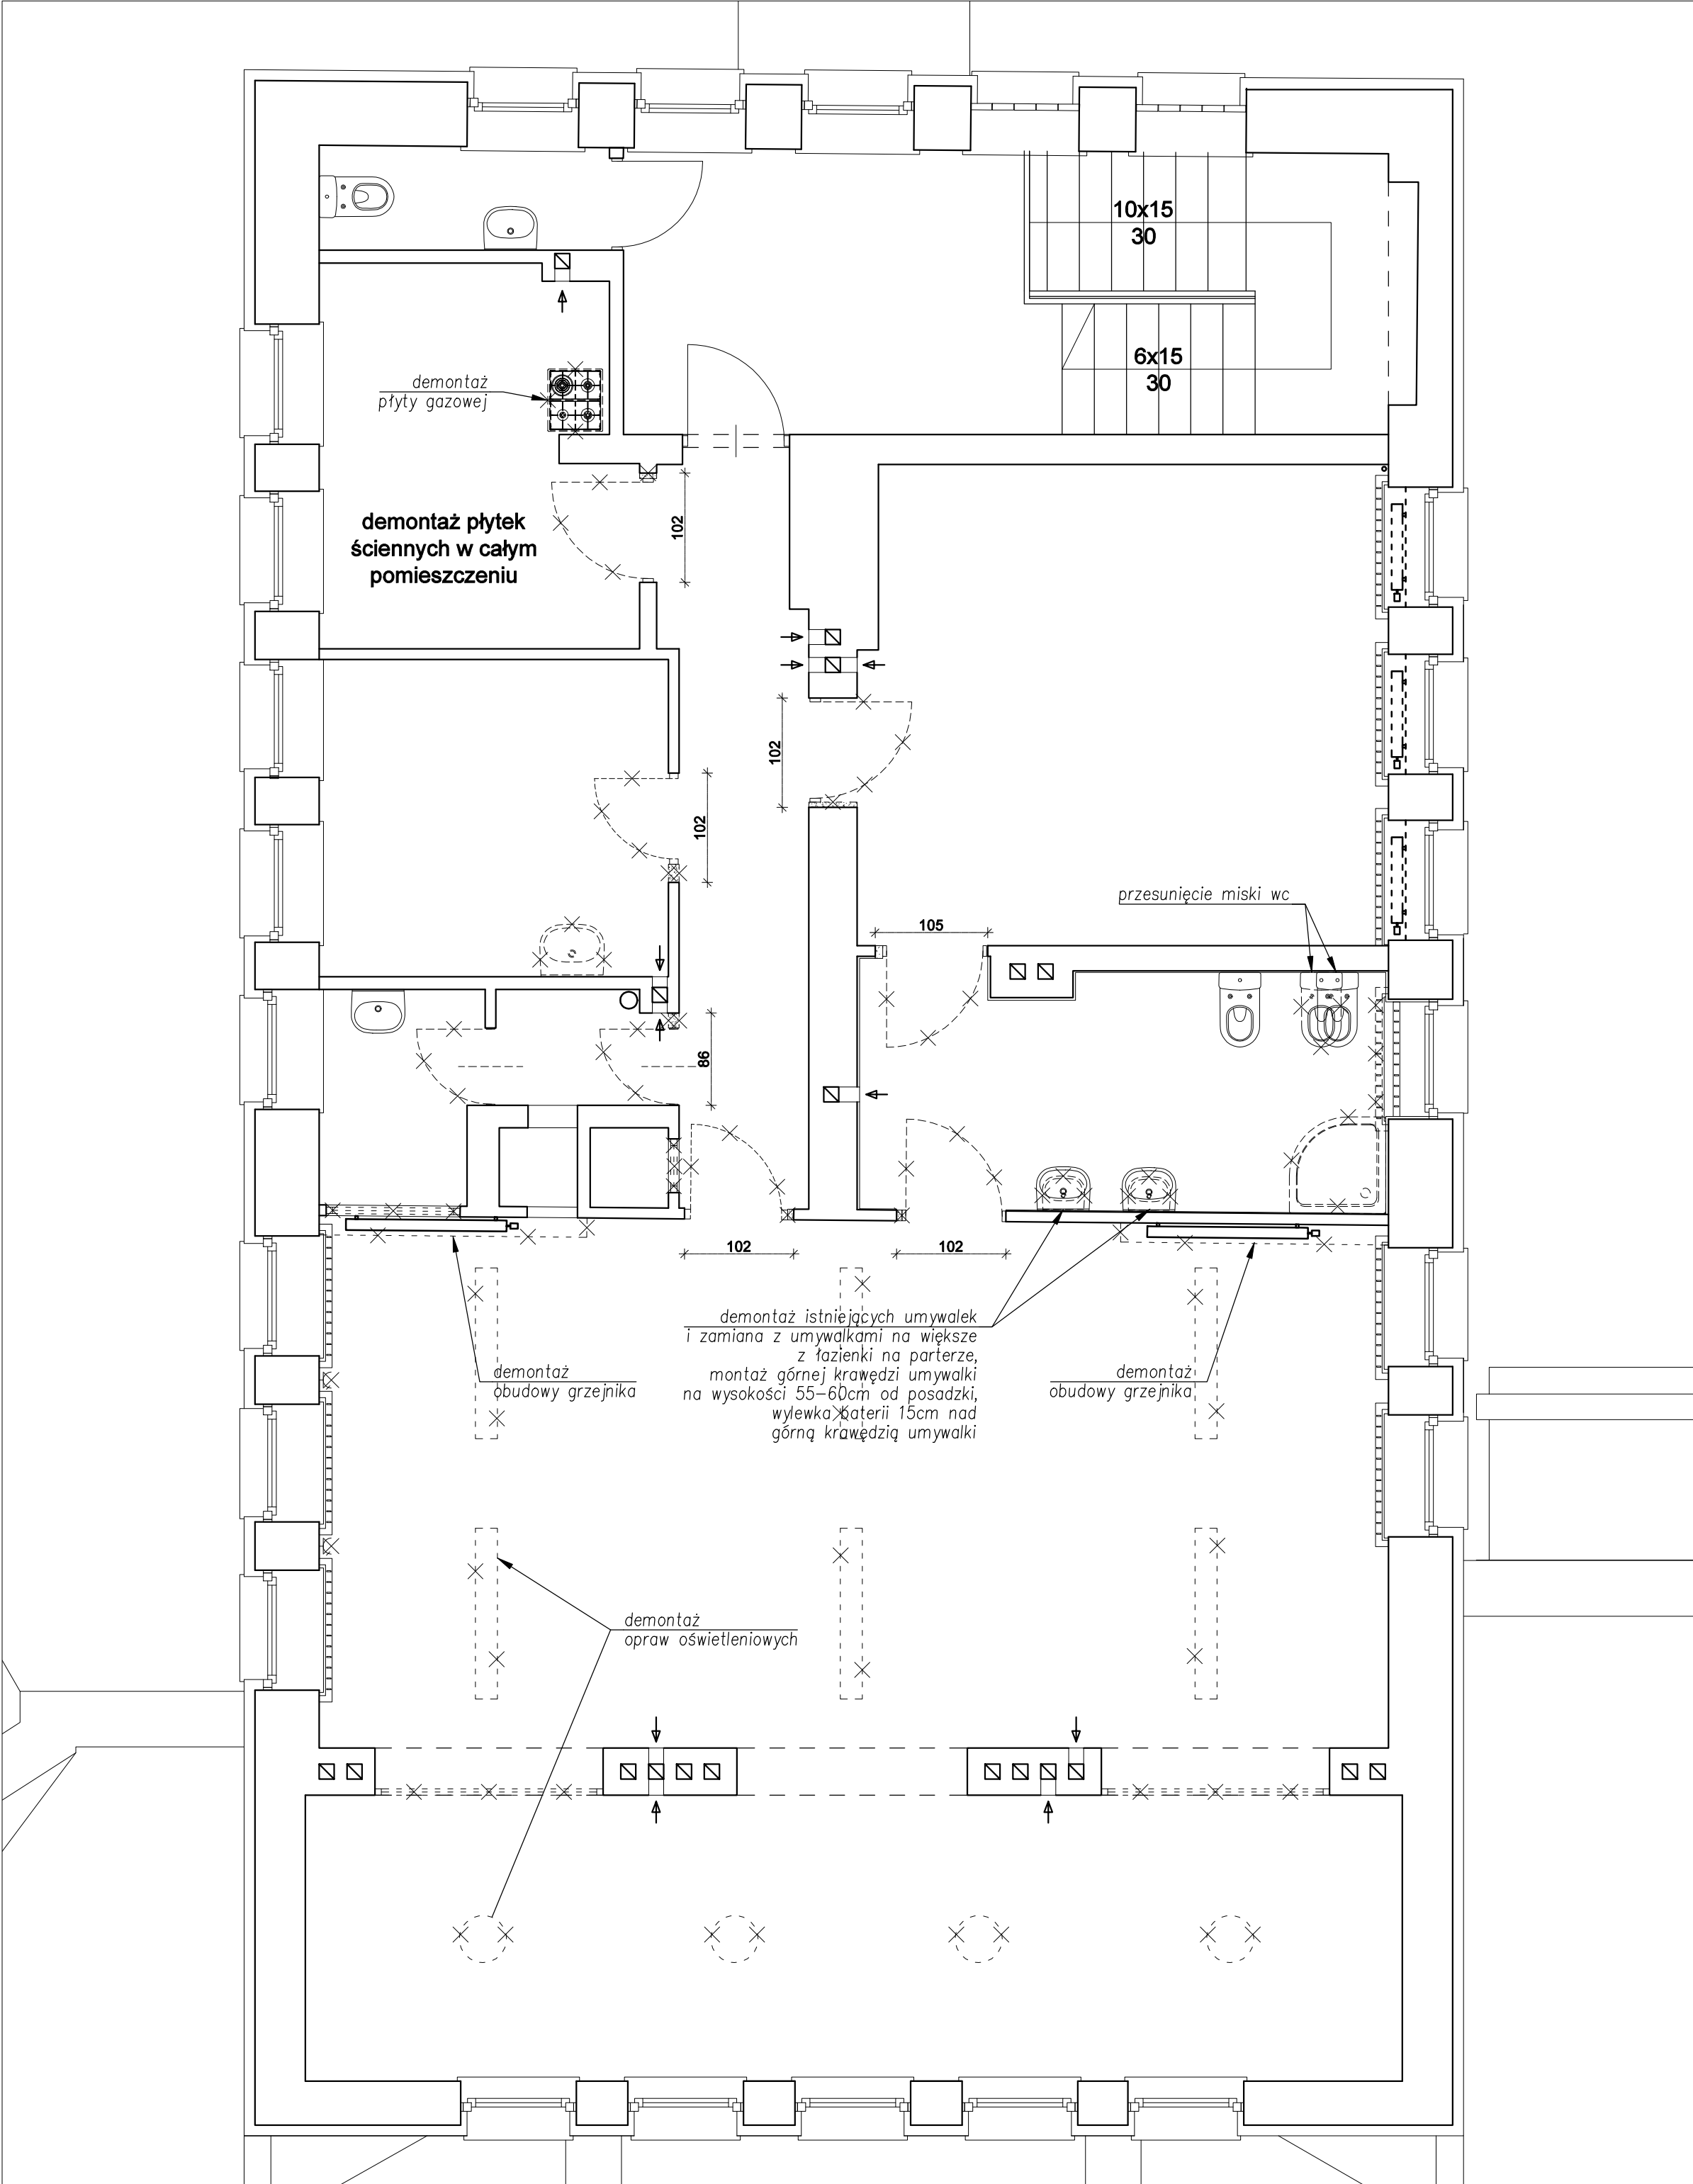 10x15
30
6x15
30
demontaż
płyty gazowej
102
demontaż płytek
ściennych w całym
pomieszczeniu
102
102
przesunięcie miski wc
105
86
102
102
demontaż istniejących umywalek
i zamiana z umywalkami na większe
z łazienki na parterze,
montaż górnej krawędzi umywalki
na wysokości 55-60cm od posadzki,
wylewka baterii 15cm nad
górną krawędzią umywalki
demontaż
obudowy grzejnika
demontaż
obudowy grzejnika
demontaż
opraw oświetleniowych